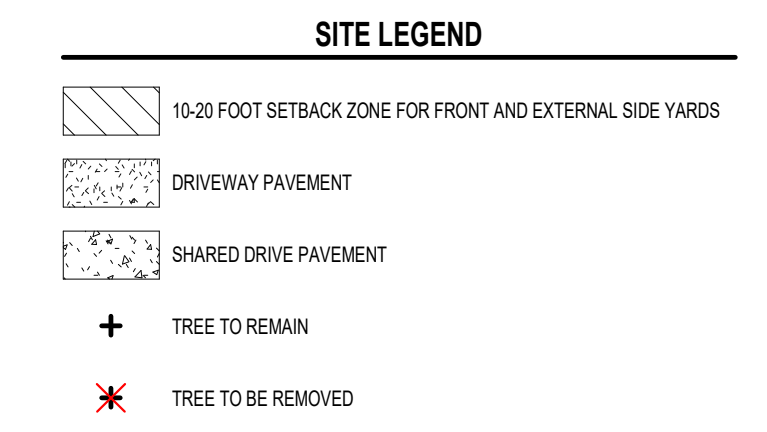 SITE LEGEND
10-20 FOOT SETBACK ZONE FOR FRONT AND EXTERNAL SIDE YARDS
DRIVEWAY PAVEMENT
SHARED DRIVE PAVEMENT
TREE TO REMAIN
TREE TO BE REMOVED